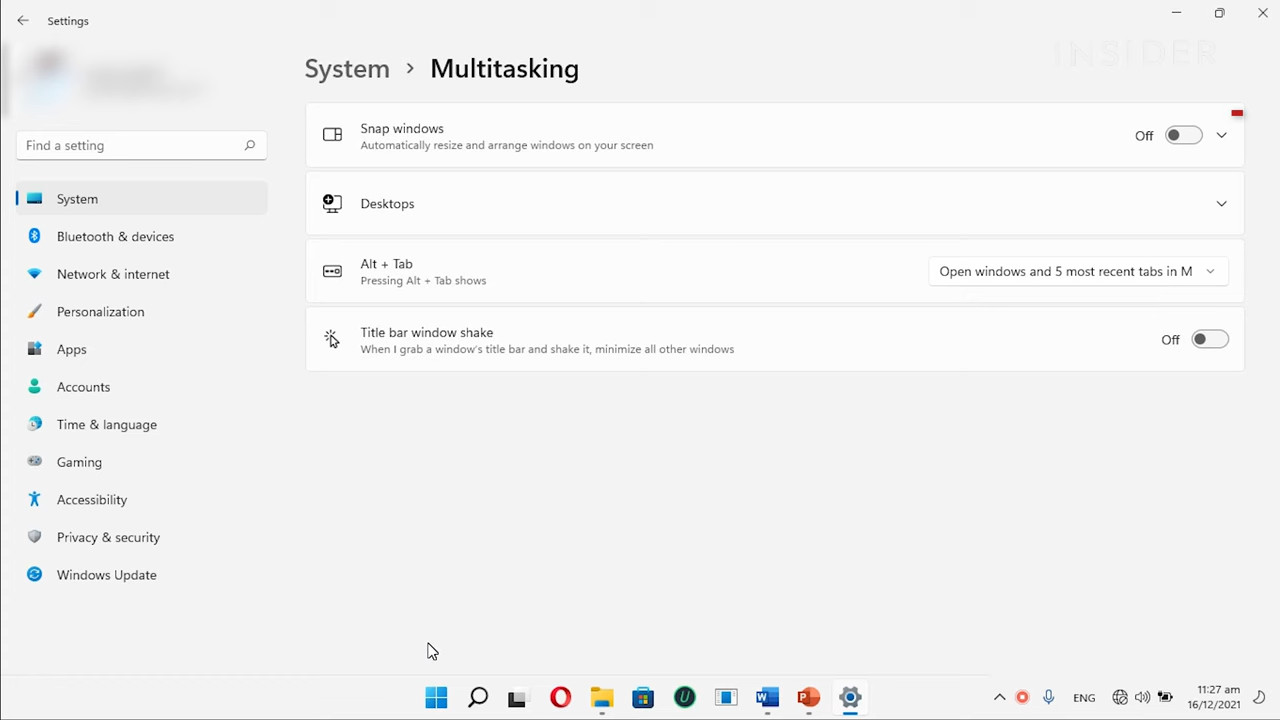 Settings
INSIDER
System > Multitasking
Find a setting
System
Bluetooth & devices
Network & internet
Personalization
Apps
Accounts
Time & language
Gaming
Accessibility
Privacy & security
Windows Update
Snap windows
Automatically resize and arrange windows on your screen
Off
Desktops
Alt + Tab
Pressing Alt + Tab shows
Open windows and 5 most recent tabs in M
Title bar window shake
When I grab a window's title bar and shake it, minimize all other windows
Off
ENG
11:27 am
16/12/2021